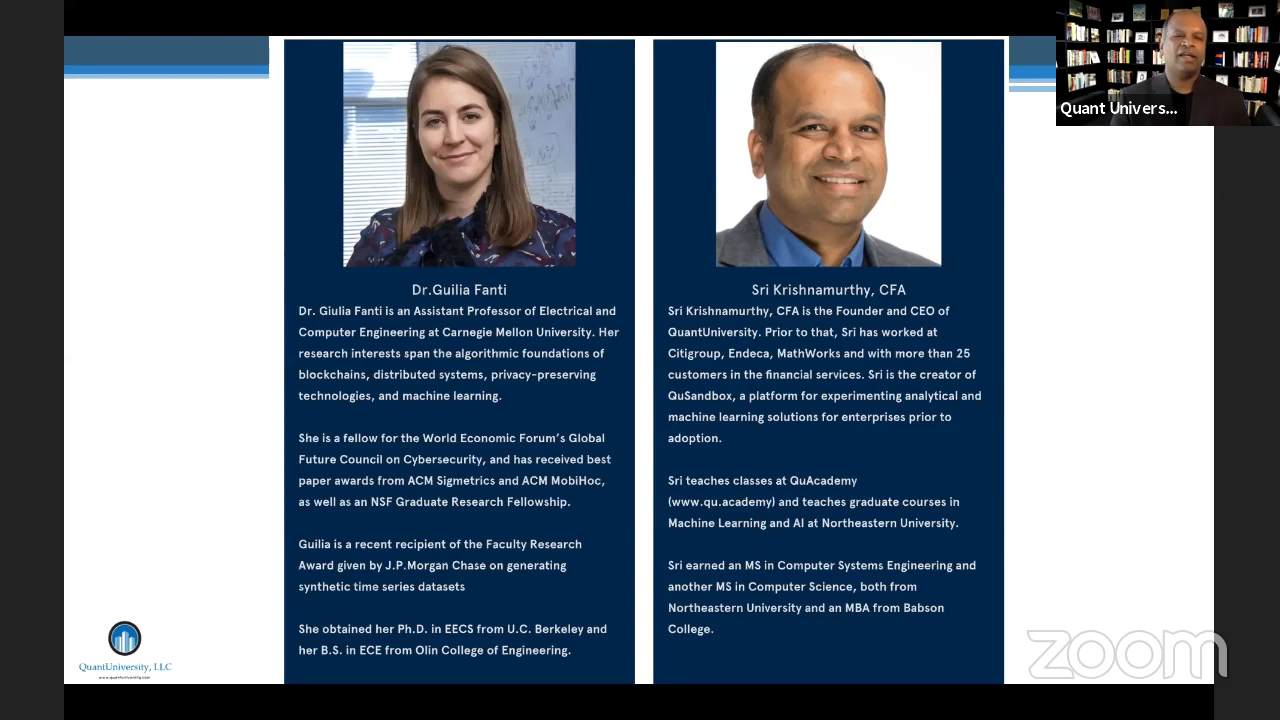 Quant Univers...
Dr.Guilia Fanti
Dr. Giulia Fanti is an Assistant Professor of Electrical and
Computer Engineering at Carnegie Mellon University. Her
research interests span the algorithmic foundations of
blockchains, distributed systems, privacy-preserving
technologies, and machine learning.
She is a fellow for the World Economic Forum's Global
Future Council on Cybersecurity, and has received best
paper awards from ACM Sigmetrics and ACM MobiHoc,
as well as an NSF Graduate Research Fellowship.
Guilia is a recent recipient of the Faculty Research
Award given by J.P.Morgan Chase on generating
synthetic time series datasets
She obtained her Ph.D. in EECS from U.C. Berkeley and
her B.S. in ECE from Olin College of Engineering.
Sri Krishnamurthy, CFA
Sri Krishnamurthy, CFA is the Founder and CEO of
QuantUniversity. Prior to that, Sri has worked at
Citigroup, Endeca, MathWorks and with more than 25
customers in the financial services. Sri is the creator of
QuSandbox, a platform for experimenting analytical and
machine learning solutions for enterprises prior to
adoption.
Sri teaches classes at QuAcademy
(www.qu.academy) and teaches graduate courses in
Machine Learning and AI at Northeastern University.
Sri earned an MS in Computer Systems Engineering and
another MS in Computer Science, both from
Northeastern University and an MBA from Babson
College.
QuantUniversity, LLC
zoom